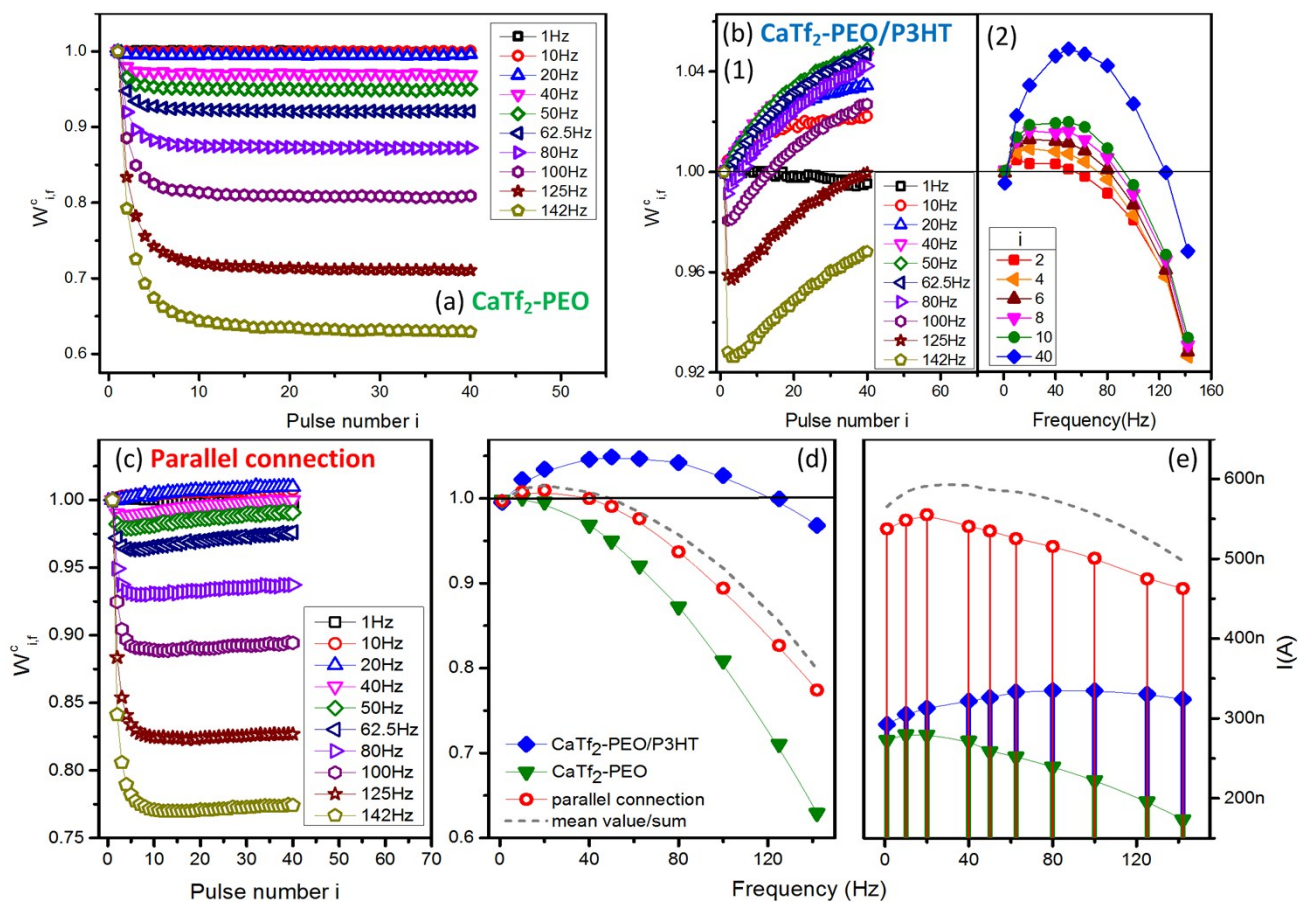 1.0
0.9
0.8
0.7
0.6
W^c_{i,f}
0 10 20 30 40 50
Pulse number i
(a) CaTf₂-PEO
1Hz
10Hz
20Hz
40Hz
50Hz
62.5Hz
80Hz
100Hz
125Hz
142Hz
(b) CaTf₂-PEO/P3HT
(1)
1.04
1.00
0.96
0.92
W^c_{i,f}
0 20 40 60
Pulse number i
1Hz
10Hz
20Hz
40Hz
50Hz
62.5Hz
80Hz
100Hz
125Hz
142Hz
(2)
i
2
4
6
8
10
40
0 40 80 120 160
Frequency(Hz)
(c) Parallel connection
1.00
0.95
0.90
0.85
0.80
0.75
W^c_{i,f}
0 10 20 30 40 50 60 70
Pulse number i
1Hz
10Hz
20Hz
40Hz
50Hz
62.5Hz
80Hz
100Hz
125Hz
142Hz
(d)
1.0
0.9
0.8
0.7
0.6
CaTf₂-PEO/P3HT
CaTf₂-PEO
parallel connection
mean value/sum
0 40 80 120
(e)
600n
500n
400n
300n
200n
I(A)
0 40 80 120
Frequency (Hz)